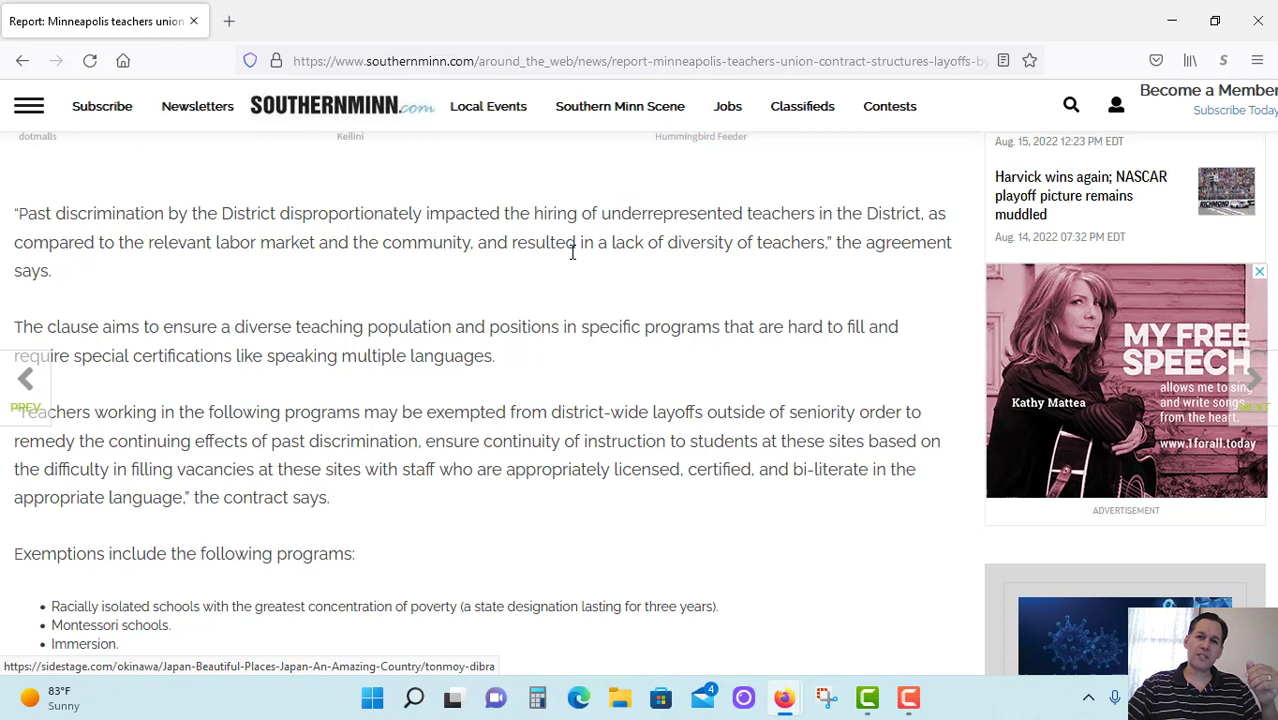 Report: Minneapolis teachers union
https://www.southernminn.com/around_the_web/news/report-minneapolis-teachers-union-contract-structures-layoffs-by
Subscribe Newsletters SOUTHERNMINN.com Local Events Southern Minn Scene Jobs Classifieds Contests
Become a Member
Subscribe Today
dotmalls Keilini Hummingbird Feeder
“Past discrimination by the District disproportionately impacted the hiring of underrepresented teachers in the District, as
compared to the relevant labor market and the community, and resulted in a lack of diversity of teachers,” the agreement
says.
The clause aims to ensure a diverse teaching population and positions in specific programs that are hard to fill and
require special certifications like speaking multiple languages.
“Teachers working in the following programs may be exempted from district-wide layoffs outside of seniority order to
remedy the continuing effects of past discrimination, ensure continuity of instruction to students at these sites based on
the difficulty in filling vacancies at these sites with staff who are appropriately licensed, certified, and bi-literate in the
appropriate language,” the contract says.
Exemptions include the following programs:
• Racially isolated schools with the greatest concentration of poverty (a state designation lasting for three years).
• Montessori schools.
• Immersion.
PREV
NEXT
Aug. 15, 2022 12:23 PM EDT
Harvick wins again; NASCAR
playoff picture remains
muddled
Aug. 14, 2022 07:32 PM EDT
MY FREE
SPEECH
allows me to sing
and write songs
from the heart.
www.1forall.today
Kathy Mattea
ADVERTISEMENT
https://sidestage.com/okinawa/Japan-Beautiful-Places-Japan-An-Amazing-Country/tonmoy-dibra
83°F
Sunny
4